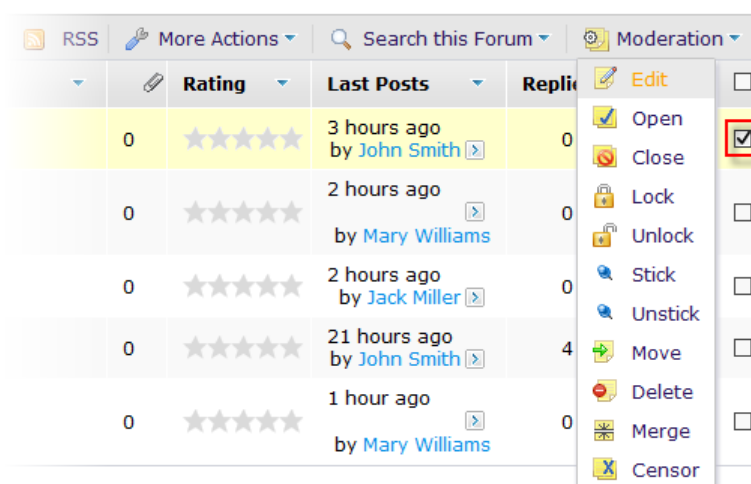 RSS More Actions Search this Forum Moderation
Rating Last Posts
Edit
0 3 hours ago
by John Smith 0
Open
Close
2 hours ago
0 0
by Mary Williams
Lock
Unlock
0 2 hours ago
by Jack Miller 0
Stick
Unstick
0 21 hours ago
by John Smith 4
Move
Delete
1 hour ago
0 0
by Mary Williams
Merge
Censor